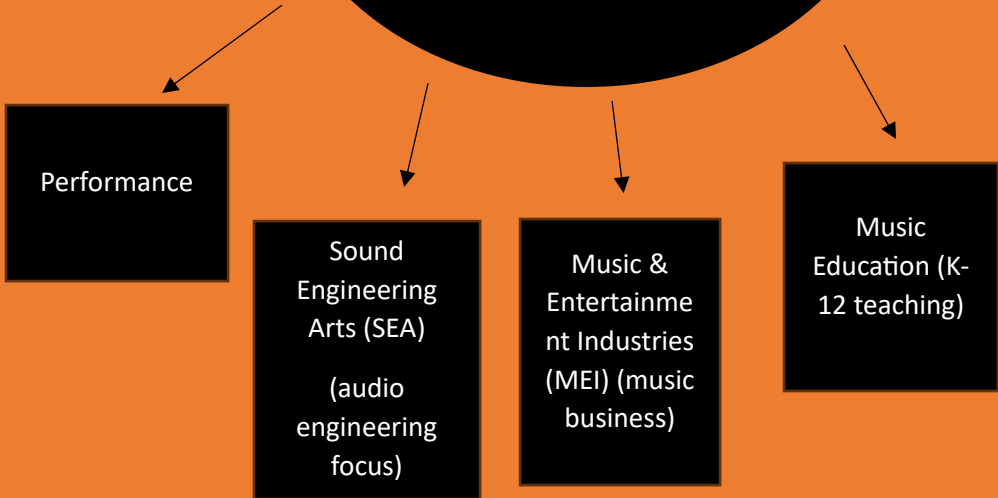 Performance
Sound
Engineering
Arts (SEA)
(audio
engineering
focus)
Music &
Entertainme
nt Industries
(MEI) (music
business)
Music
Education (K-
12 teaching)